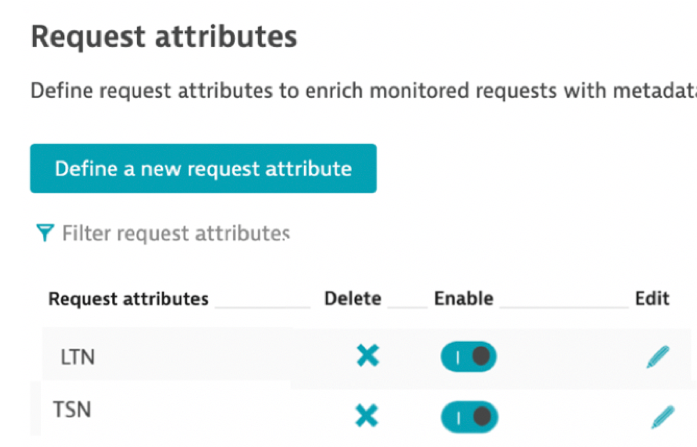 Request attributes
Define request attributes to enrich monitored requests with metadata
Define a new request attribute
Filter request attributes
Request attributes Delete Enable Edit
LTN
TSN